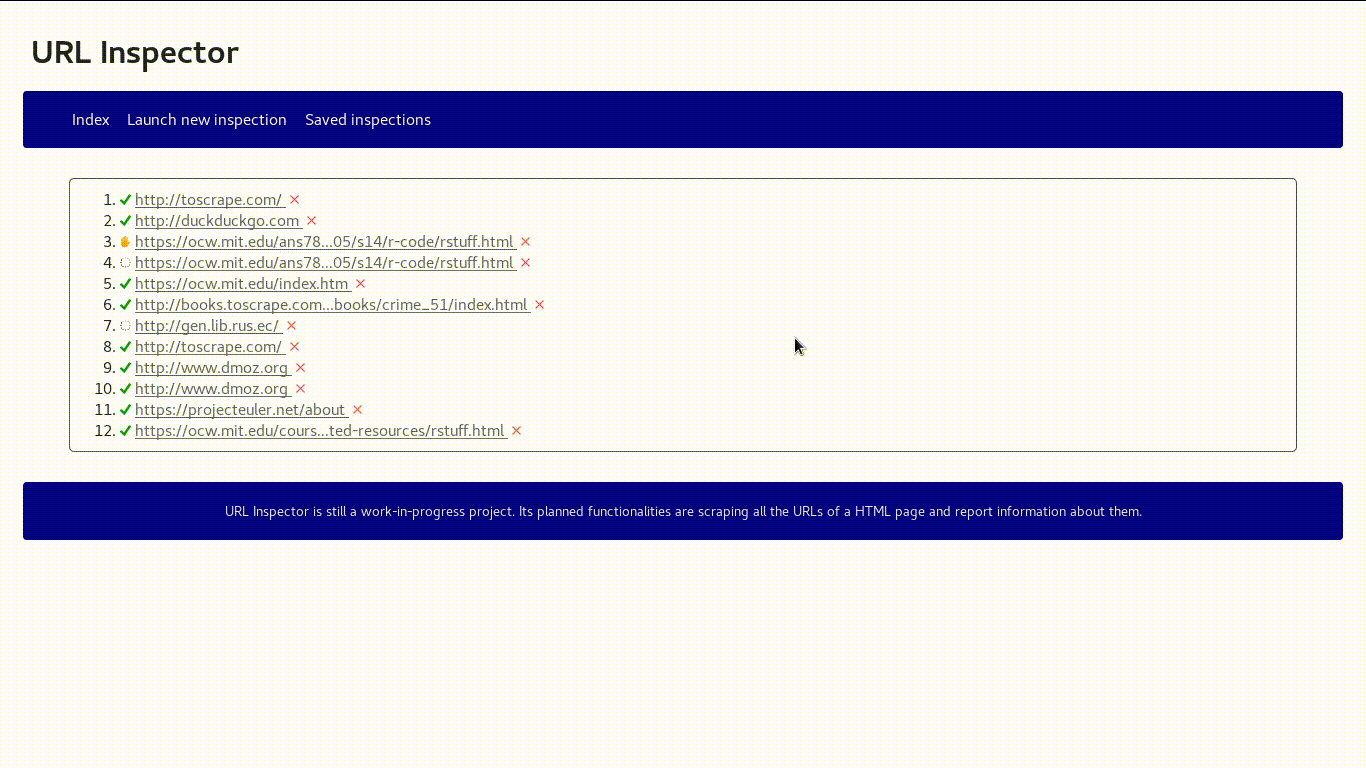 URL Inspector
Index Launch new inspection Saved inspections
1. ✔ http://toscrape.com/ ✕
2. ✔ http://duckduckgo.com ✕
3. https://ocw.mit.edu/ans78...05/s14/r-code/rstuff.html ✕
4. https://ocw.mit.edu/ans78...05/s14/r-code/rstuff.html ✕
5. ✔ https://ocw.mit.edu/index.htm ✕
6. ✔ http://books.toscrape.com...books/crime_51/index.html ✕
7. http://gen.lib.rus.ec/ ✕
8. ✔ http://toscrape.com/ ✕
9. ✔ http://www.dmoz.org ✕
10. ✔ http://www.dmoz.org ✕
11. ✔ https://projecteuler.net/about ✕
12. ✔ https://ocw.mit.edu/cours...ted-resources/rstuff.html ✕
URL Inspector is still a work-in-progress project. Its planned functionalities are scraping all the URLs of a HTML page and report information about them.